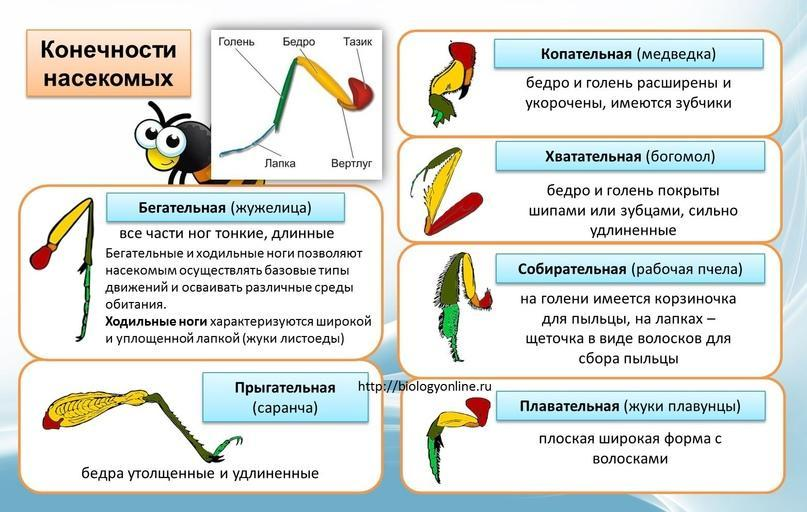 Конечности
насекомых
Голень
Бедро
Тазик
Лапка
Вертлуг
Бегательная (жужелица)
все части ног тонкие, длинные
Бегательные и ходильные ноги позволяют
насекомым осуществлять базовые типы
движений и осваивать различные среды
обитания.
Ходильные ноги характеризуются широкой
и уплощенной лапкой (жуки листоеды)
Прыгательная
(саранча)
бедра утолщенные и удлиненные
http://biologyonline.ru
Копательная (медведка)
бедро и голень расширены и
укорочены, имеются зубчики
Хватательная (богомол)
бедро и голень покрыты
шипами или зубцами, сильно
удлиненные
Собирательная (рабочая пчела)
на голени имеется корзиночка
для пыльцы, на лапках –
щеточка в виде волосков для
сбора пыльцы
Плавательная (жуки плавунцы)
плоская широкая форма с
волосками